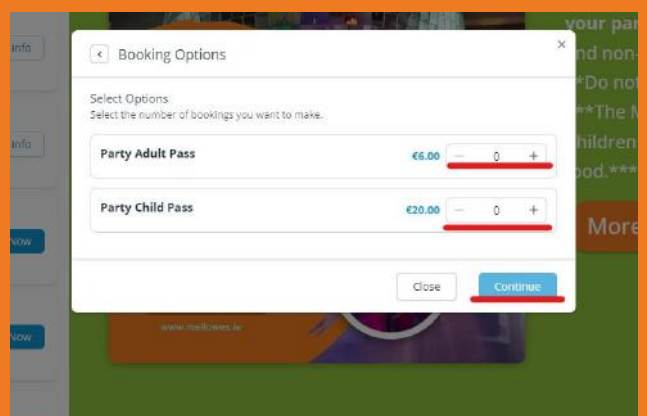 your par
info
Booking Options
×
nd non-
*Do not
Select Options
Select the number of bookings you want to make.
**The M
info
hildren
Party Adult Pass €6.00 — 0 +
ood.***
Party Child Pass €20.00 — 0 +
More
Now
Close Continue
www.mellowes.ie
Now